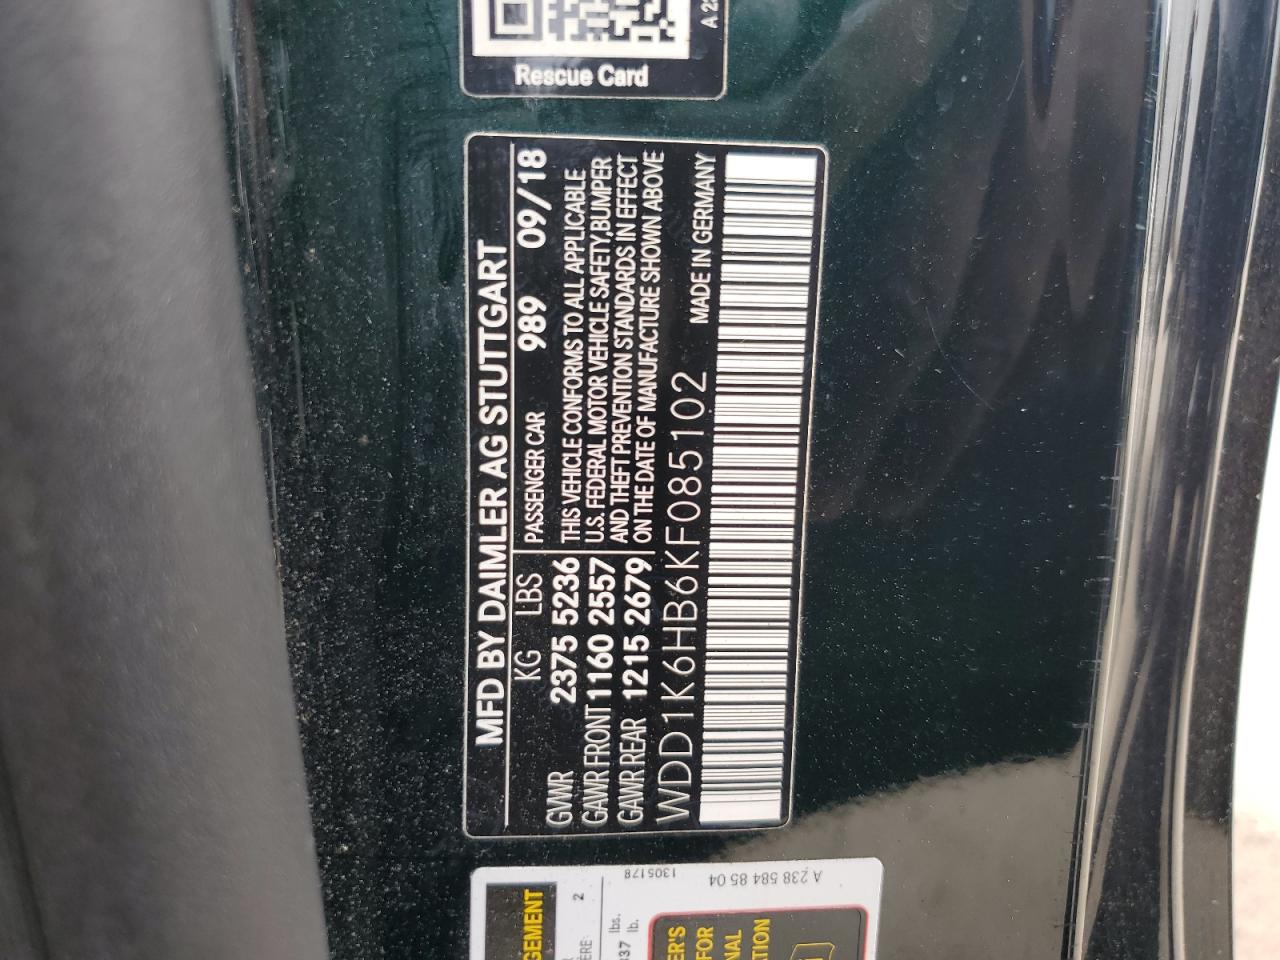 MFD BY DAIMLER AG STUTTGART
KG LBS PASSENGER CAR 989 09/18
GVWR 2375 5236 THIS VEHICLE CONFORMS TO ALL APPLICABLE
GAWR FRONT 1160 2557 U.S. FEDERAL MOTOR VEHICLE SAFETY,BUMPER
GAWR REAR 1215 2679 AND THEFT PREVENTION STANDARDS IN EFFECT
ON THE DATE OF MANUFACTURE SHOWN ABOVE
WDD1K6HB6KF085102 MADE IN GERMANY
Rescue Card
A 238 584 85 04
1305178
2
lbs.
lb.